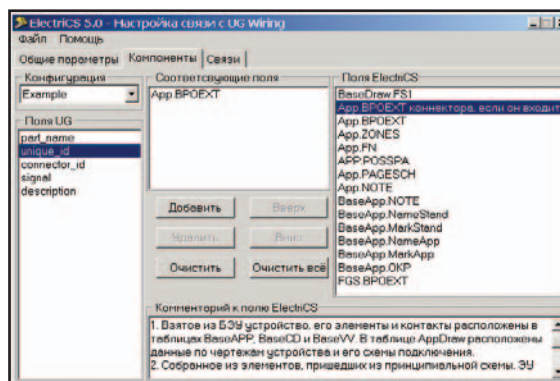 ElectriCS 5.0 - Настройка связи с UG Wiring
Файл Помощь
Общие параметры Компоненты Связи
Конфигурация
Example
Поля UG
part_name
unique_id
connector_id
signal
description
Соответсвующие поля
App.BPOEXT
Добавить Вверх
Удалить Вниз
Очистить Очистить всё
Поля ElectriCS
BaseDraw.FS1
App.BPOEXT коннектора, если он входит
App.BPOEXT
App.ZONES
App.FN
APP.POSSPA
App.PAGESCH
App.NOTE
BaseApp.NOTE
BaseApp.NameStand
BaseApp.MarkStand
BaseApp.NameApp
BaseApp.MarkApp
BaseApp.OKP
FGS.BPOEXT
Комментарий к полю ElectriCS
1. Взятое из БЭУ устройство, его элементы и контакты расположены в
таблицах BaseAPP, BaseCD и BaseVV. В таблице AppDraw расположены
данные по чертежам устройства и его схемы подключения.
2. Собранное из элементов, пришедших из принципиальной схемы. ЭУ